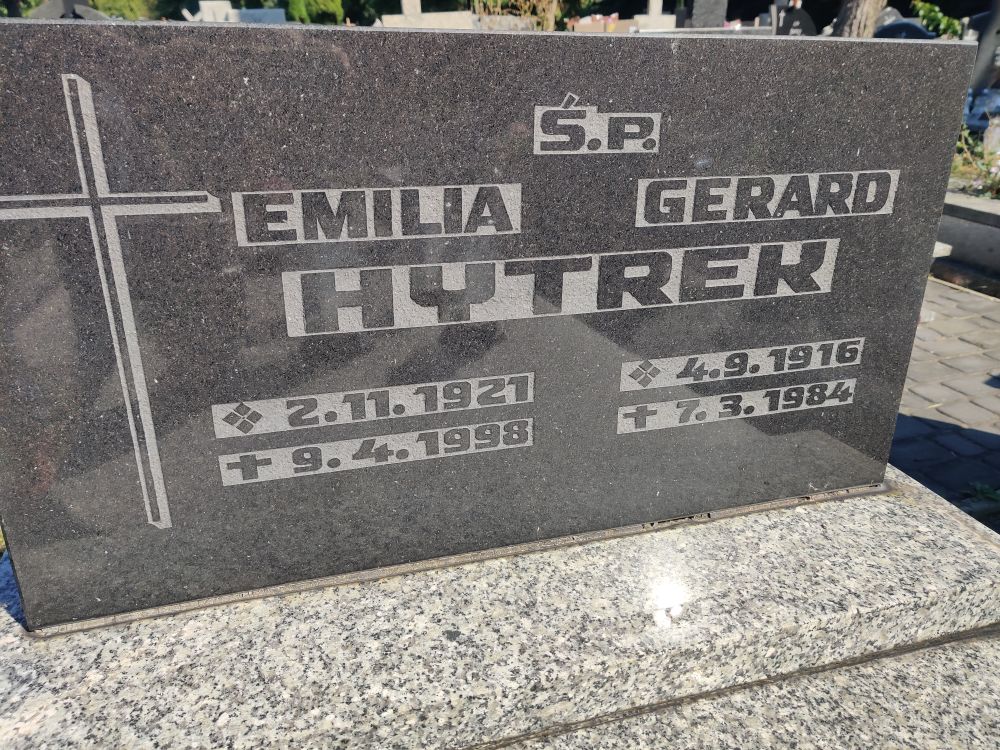 Ś.P.
EMILIA GERARD
HYTREK
2.11.1921
✝ 9.4.1998
4.9.1916
✝ 7.3.1984